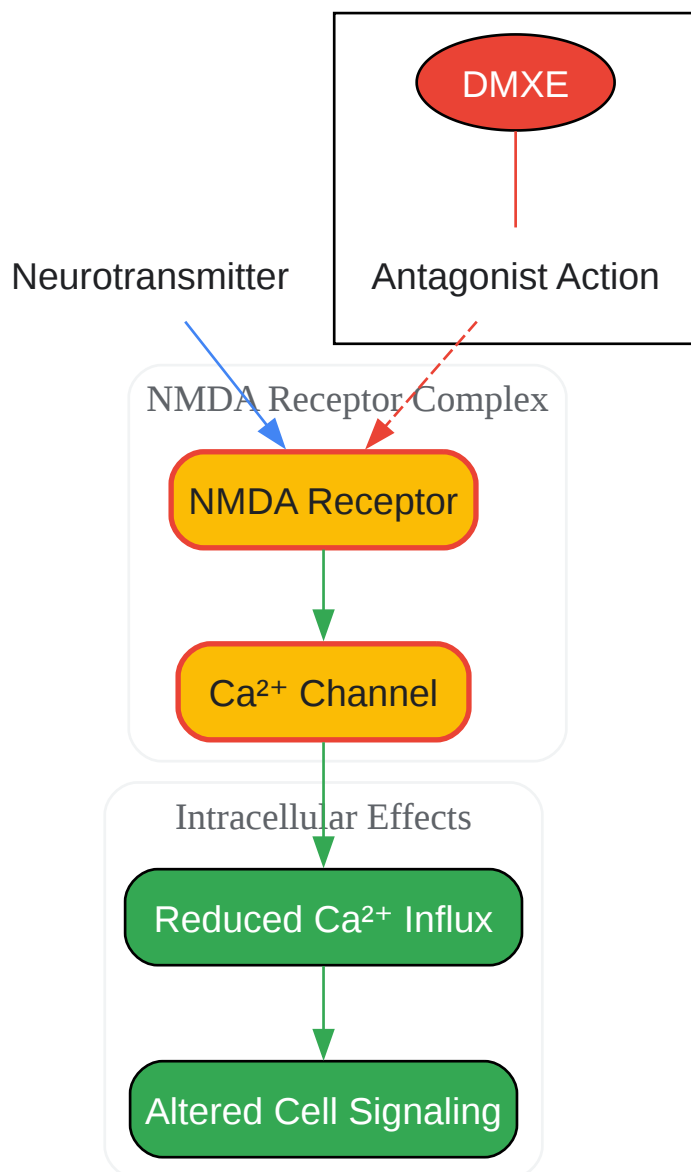 DMXE
Neurotransmitter
Antagonist Action
NMDA Receptor Complex
NMDA Receptor
Ca²⁺ Channel
Intracellular Effects
Reduced Ca²⁺ Influx
Altered Cell Signaling